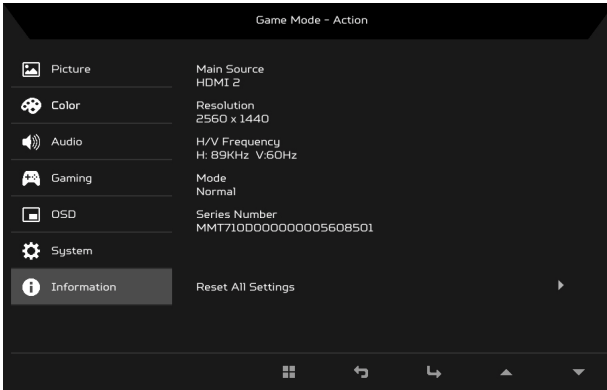 Game Mode - Action
Picture
Color
Audio
Gaming
OSD
System
Information
Main Source
HDMI 2
Resolution
2560 x 1440
H/V Frequency
H: 89KHz V:60Hz
Mode
Normal
Series Number
MMT710D000000005608501
Reset All Settings